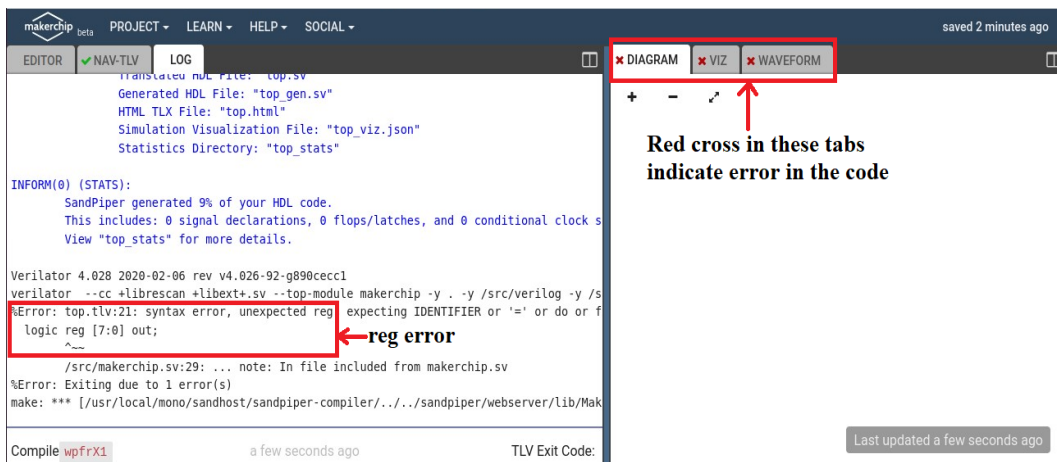 makerchip beta PROJECT LEARN HELP SOCIAL saved 2 minutes ago
EDITOR NAV-TLV LOG DIAGRAM VIZ WAVEFORM
Translated HDL File: "top.sv"
Generated HDL File: "top_gen.sv"
HTML TLX File: "top.html"
Simulation Visualization File: "top_viz.json"
Statistics Directory: "top_stats"
INFORM(0) (STATS):
SandPiper generated 9% of your HDL code.
This includes: 0 signal declarations, 0 flops/latches, and 0 conditional clock s
View "top_stats" for more details.
Verilator 4.028 2020-02-06 rev v4.026-92-g890cecc1
verilator --cc +librescan +libext+.sv --top-module makerchip -y . -y /src/verilog -y /s
%Error: top.tlv:21: syntax error, unexpected reg, expecting IDENTIFIER or '=' or do or f
logic reg [7:0] out;
^~~
/src/makerchip.sv:29: ... note: In file included from makerchip.sv
%Error: Exiting due to 1 error(s)
make: *** [/usr/local/mono/sandhost/sandpiper-compiler/../../sandpiper/webserver/lib/Mak
Compile wpfrX1 a few seconds ago TLV Exit Code:
reg error
+ −
Red cross in these tabs
indicate error in the code
Last updated a few seconds ago